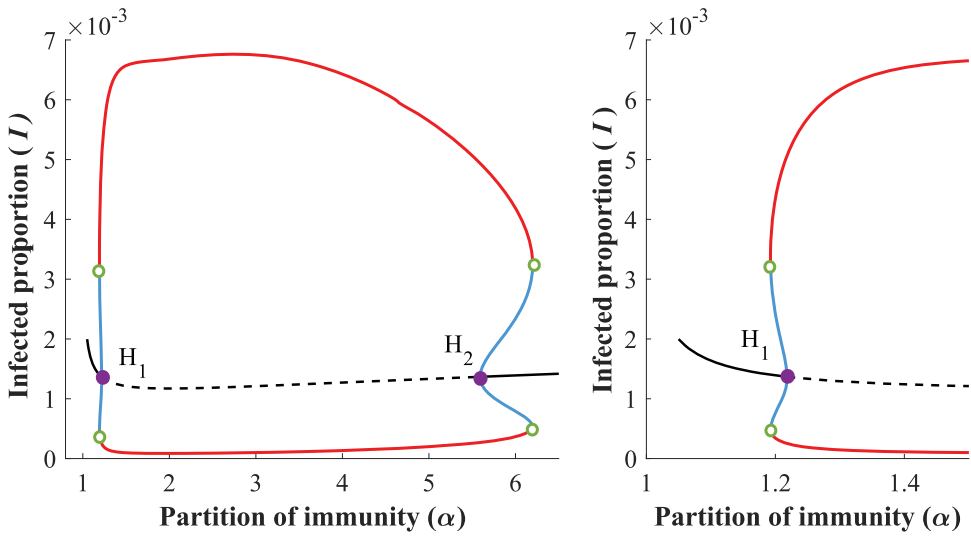 ×10⁻³
7
6
5
4
3
2
1
0
Infected proportion ( I )
H₁
H₂
1 2 3 4 5 6
Partition of immunity (α)
×10⁻³
7
6
5
4
3
2
1
0
Infected proportion ( I )
H₁
1 1.2 1.4
Partition of immunity (α)